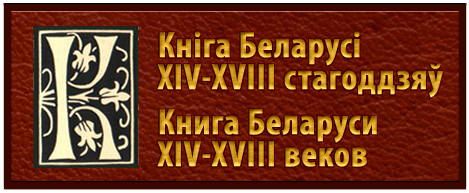 К
Кніга Беларусі
XIV-XVIII стагоддзяў
Книга Беларуси
XIV-XVIII веков